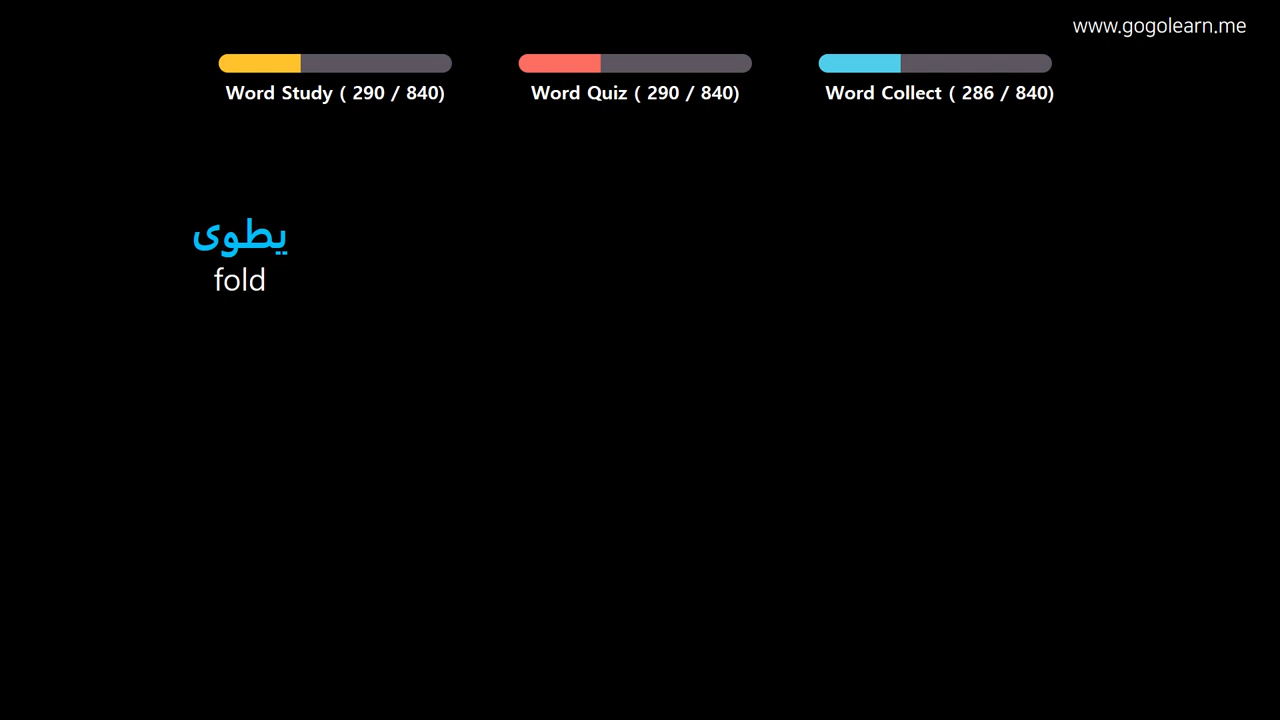 www.gogolearn.me
Word Study ( 290 / 840)
Word Quiz ( 290 / 840)
Word Collect ( 286 / 840)
يطوى
fold